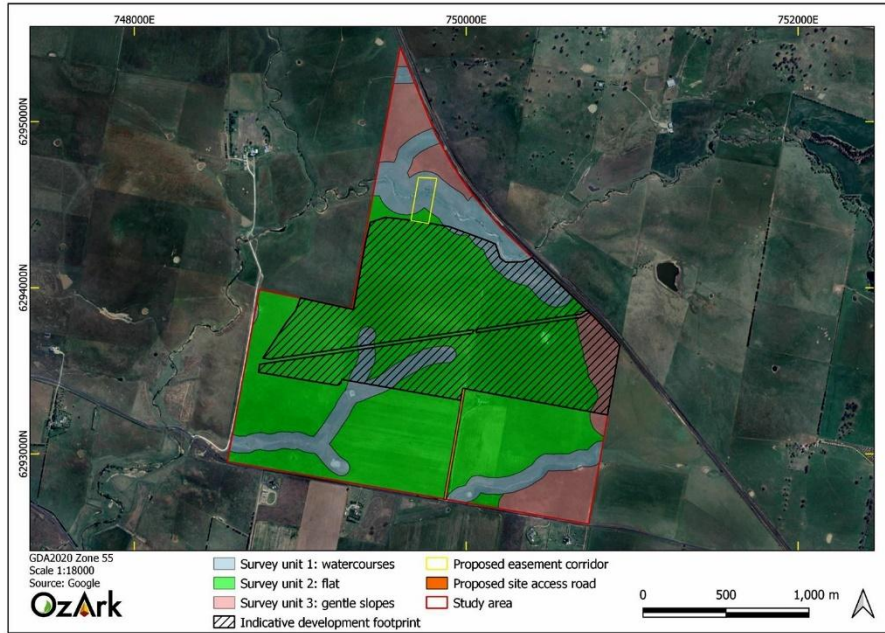 748000E 750000E 752000E
6295000N
6294000N
6293000N
GDA2020 Zone 55
Scale 1:18000
Source: Google
OzArk
Survey unit 1: watercourses
Survey unit 2: flat
Survey unit 3: gentle slopes
Indicative development footprint
Proposed easement corridor
Proposed site access road
Study area
0 500 1,000 m